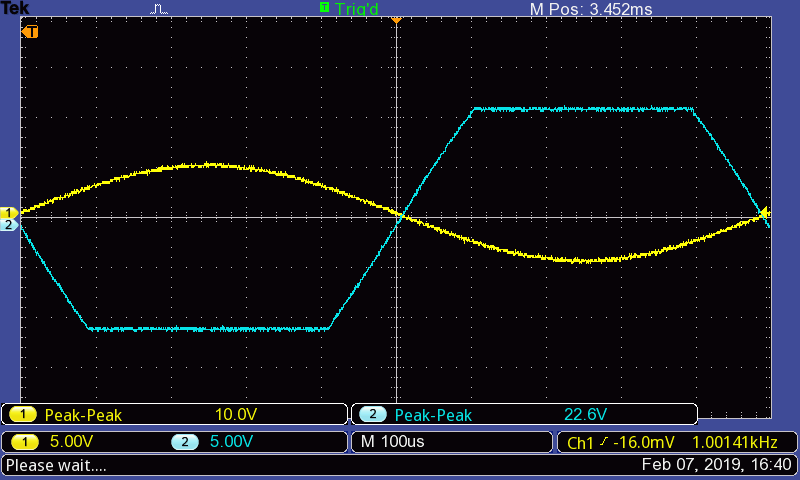 Tek T Trig'd M Pos: 3.452ms
T
1
2
1 Peak-Peak 10.0V 2 Peak-Peak 22.6V
1 5.00V 2 5.00V M 100us Ch1 -16.0mV 1.00141kHz
Please wait.... Feb 07, 2019, 16:40